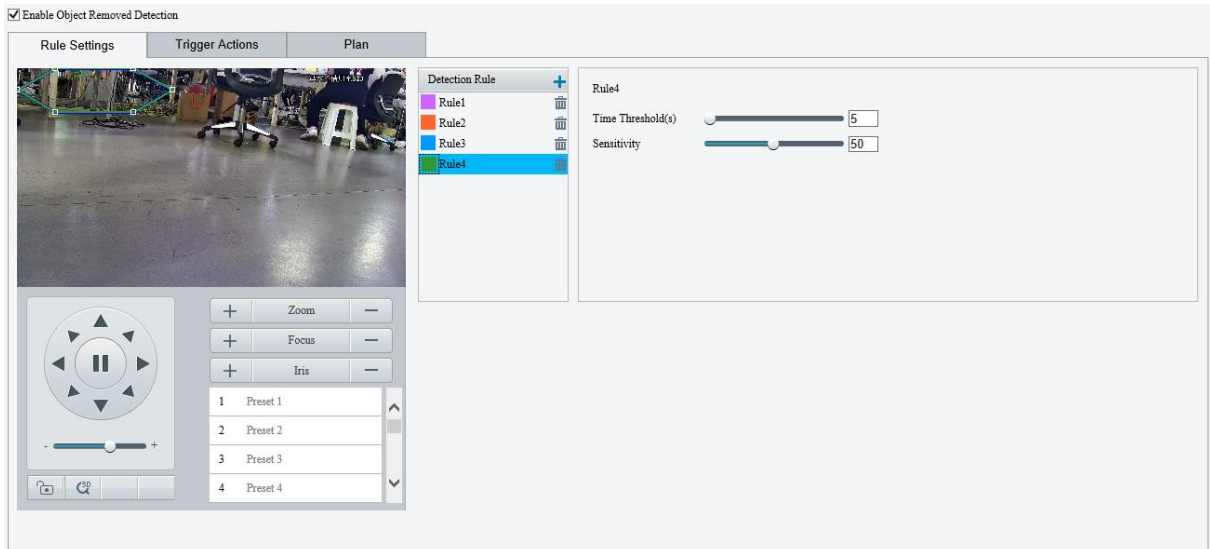 Enable Object Removed Detection
Rule Settings
Trigger Actions
Plan
Detection Rule
Rule1
Rule2
Rule3
Rule4
Rule4
Time Threshold(s) 5
Sensitivity 50
+ Zoom −
+ Focus −
+ Iris −
1 Preset 1
2 Preset 2
3 Preset 3
4 Preset 4
- +
3D